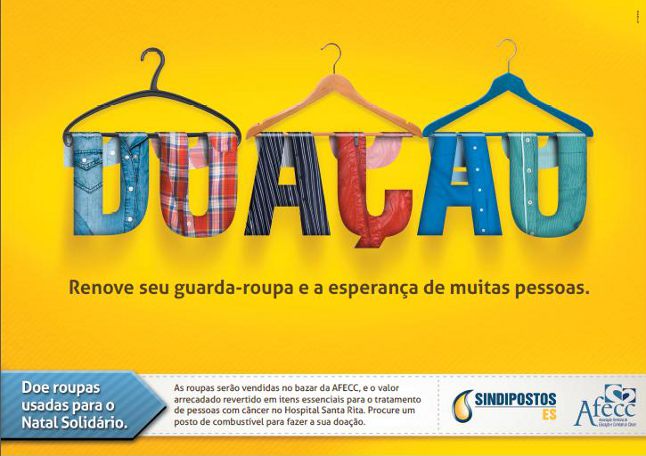 DOAÇÃO
Renove seu guarda-roupa e a esperança de muitas pessoas.
Doe roupas
usadas para o
Natal Solidário.
As roupas serão vendidas no bazar da AFECC, e o valor
arrecadado revertido em itens essenciais para o tratamento
de pessoas com câncer no Hospital Santa Rita. Procure um
posto de combustível para fazer a sua doação.
SINDIPOSTOS
ES
Afecc